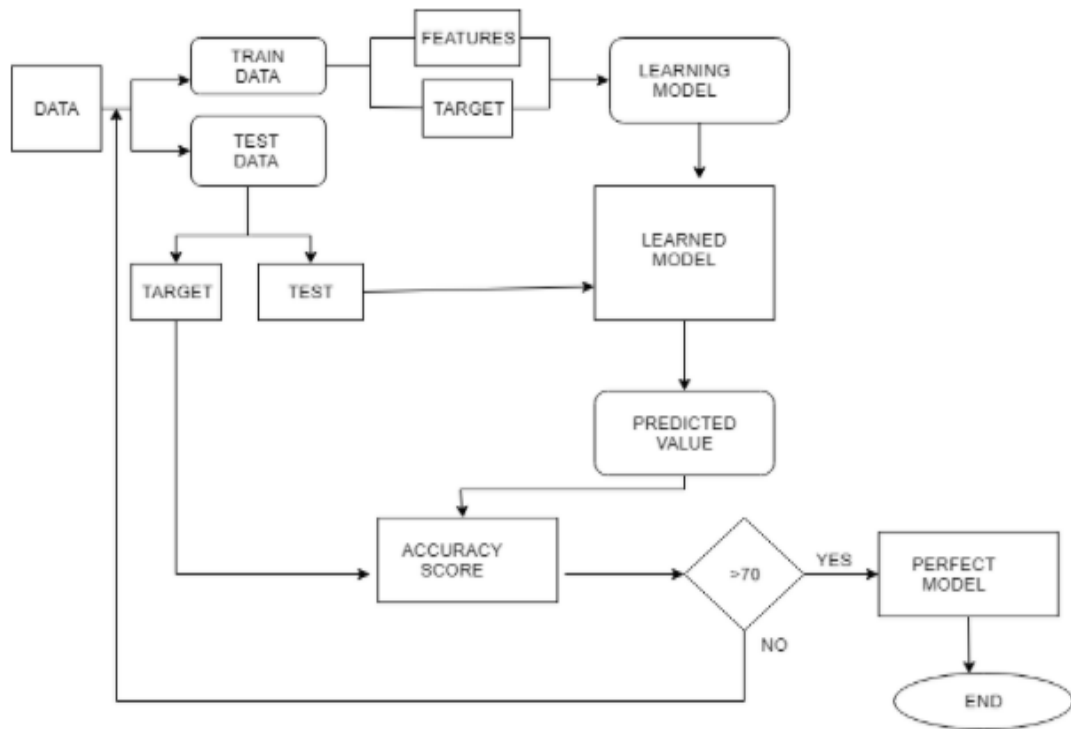 FEATURES
TRAIN
DATA
LEARNING
MODEL
DATA
TARGET
TEST
DATA
LEARNED
MODEL
TARGET
TEST
PREDICTED
VALUE
ACCURACY
SCORE
>70
YES
PERFECT
MODEL
NO
END